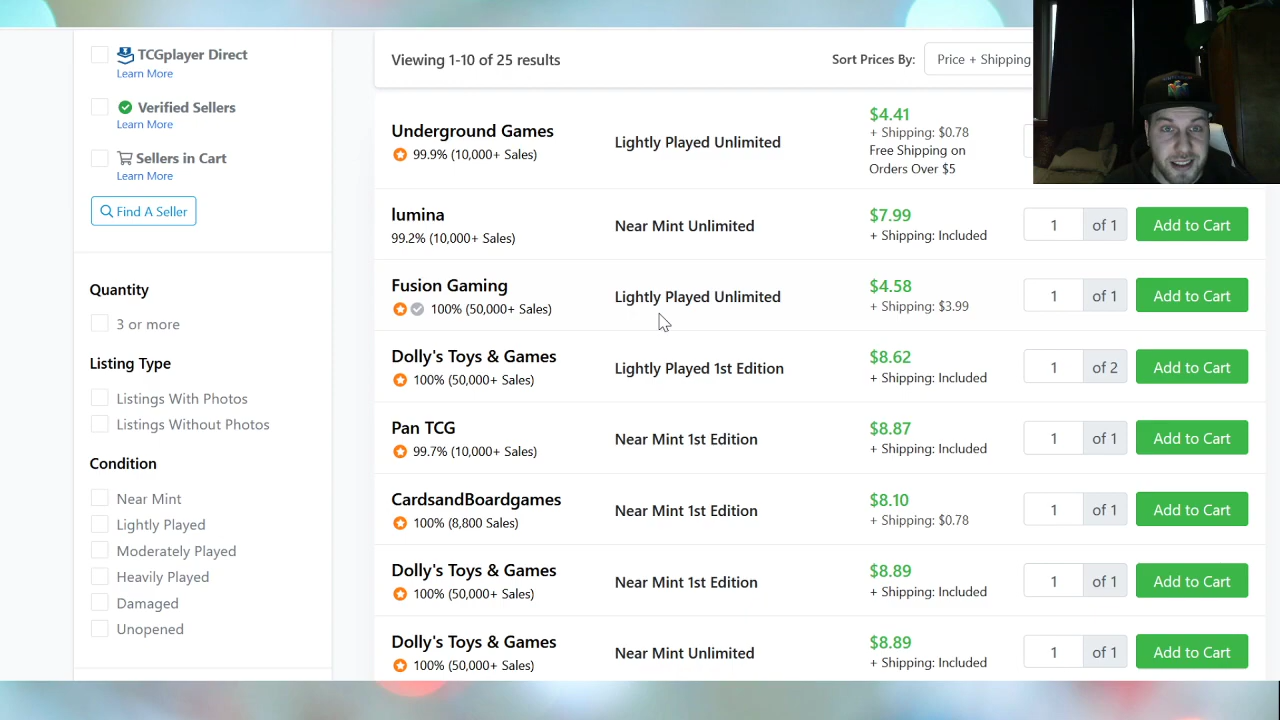 TCGplayer Direct
Learn More
Verified Sellers
Learn More
Sellers in Cart
Learn More
Find A Seller
Quantity
3 or more
Listing Type
Listings With Photos
Listings Without Photos
Condition
Near Mint
Lightly Played
Moderately Played
Heavily Played
Damaged
Unopened
Viewing 1-10 of 25 results
Sort Prices By:
Price + Shipping
Underground Games
99.9% (10,000+ Sales)
Lightly Played Unlimited
$4.41
+ Shipping: $0.78
Free Shipping on
Orders Over $5
lumina
99.2% (10,000+ Sales)
Near Mint Unlimited
$7.99
+ Shipping: Included
1 of 1
Add to Cart
Fusion Gaming
100% (50,000+ Sales)
Lightly Played Unlimited
$4.58
+ Shipping: $3.99
1 of 1
Add to Cart
Dolly's Toys & Games
100% (50,000+ Sales)
Lightly Played 1st Edition
$8.62
+ Shipping: Included
1 of 2
Add to Cart
Pan TCG
99.7% (10,000+ Sales)
Near Mint 1st Edition
$8.87
+ Shipping: Included
1 of 1
Add to Cart
CardsandBoardgames
100% (8,800 Sales)
Near Mint 1st Edition
$8.10
+ Shipping: $0.78
1 of 1
Add to Cart
Dolly's Toys & Games
100% (50,000+ Sales)
Near Mint 1st Edition
$8.89
+ Shipping: Included
1 of 1
Add to Cart
Dolly's Toys & Games
100% (50,000+ Sales)
Near Mint Unlimited
$8.89
+ Shipping: Included
1 of 1
Add to Cart